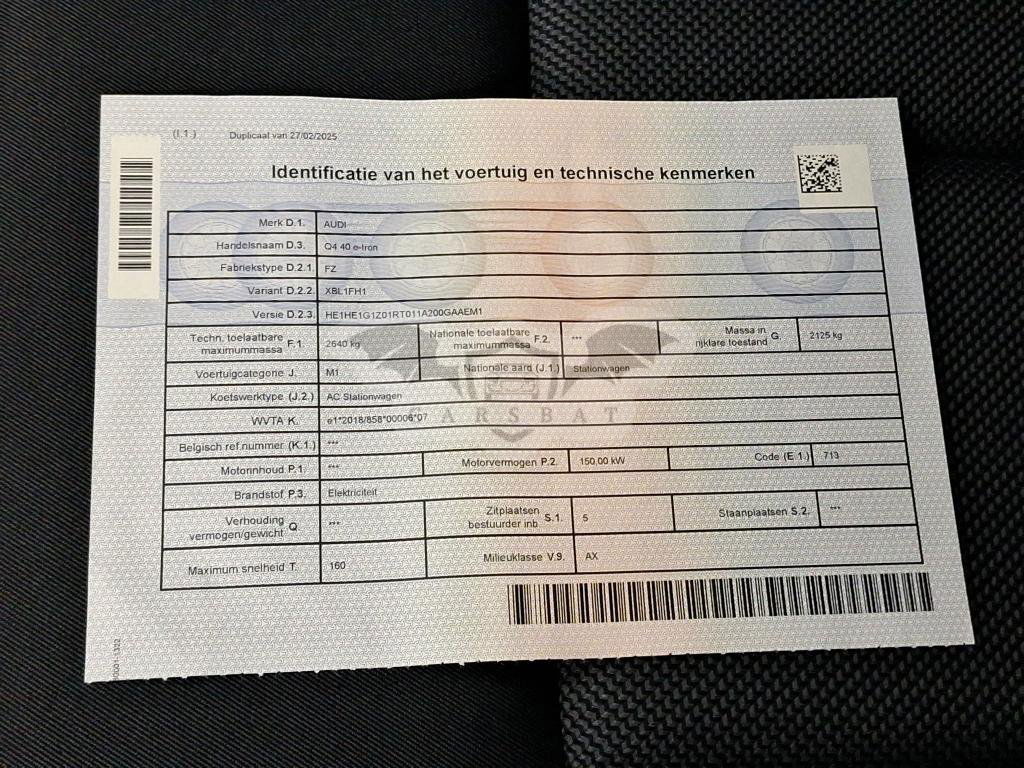 (I.1.) Duplicaat van 27/02/2025
Identificatie van het voertuig en technische kenmerken
Merk D.1. AUDI
Handelsnaam D.3. Q4 40 e-tron
Fabriekstype D.2.1. FZ
Variant D.2.2. XBL1FH1
Versie D.2.3. HE1HE1G1Z01RT011A200GAAEM1
Techn. toelaatbare maximummassa F.1. 2640 kg Nationale toelaatbare maximummassa F.2. *** Massa in rijklare toestand G. 2125 kg
Voertuigcategorie J. M1 Nationale aard (J.1.) Stationwagen
Koetswerktype (J.2.) AC Stationwagen
WVTA K. e1*2018/858*00006*07
CARSBAT
Belgisch ref.nummer (K.1.) ***
Motorinhoud P.1. *** Motorvermogen P.2. 150,00 kW Code (E.1.) 713
Brandstof P.3. Elektriciteit
Verhouding vermogen/gewicht Q *** Zitplaatsen bestuurder inb. S.1. 5 Staanplaatsen S.2. ***
Maximum snelheid T. 160 Milieuklasse V.9. AX